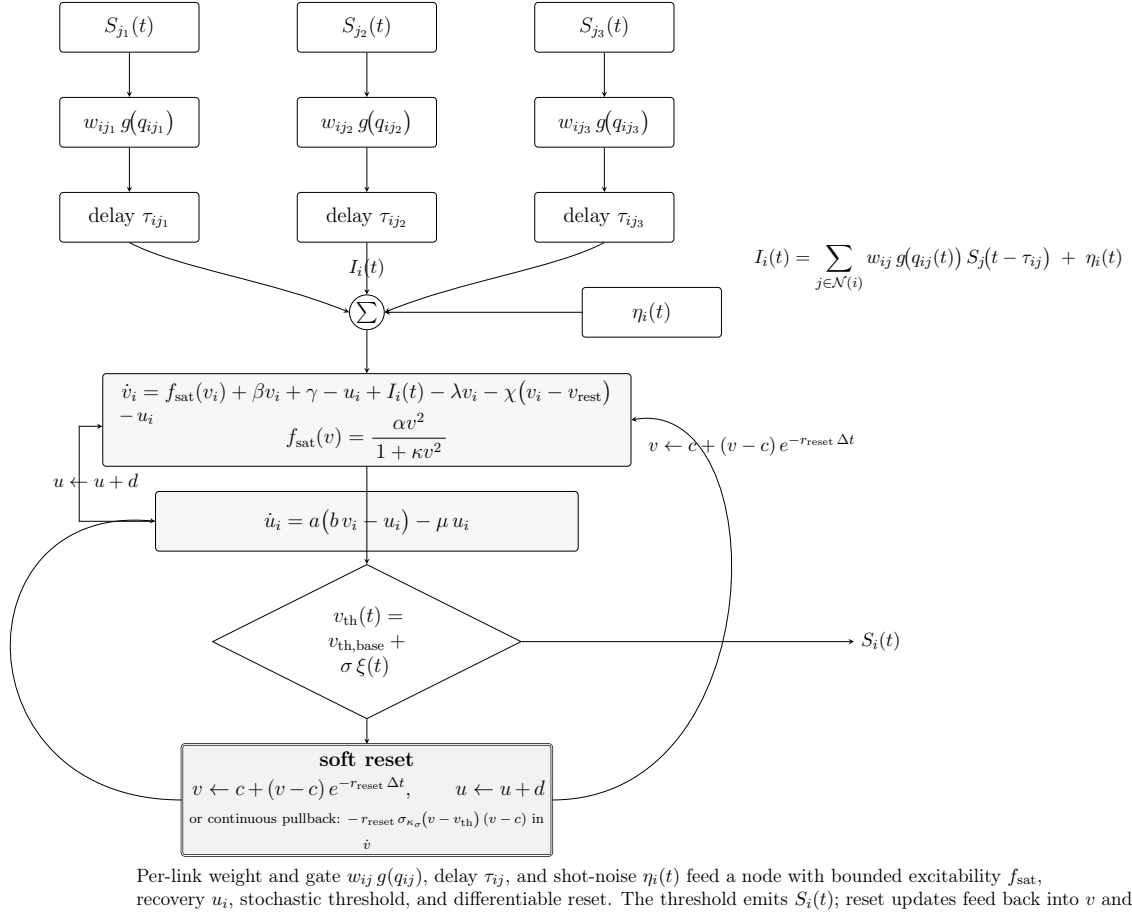 S_{j_1}(t) S_{j_2}(t) S_{j_3}(t)
w_{ij_1} g(q_{ij_1}) w_{ij_2} g(q_{ij_2}) w_{ij_3} g(q_{ij_3})
delay τ_{ij_1} delay τ_{ij_2} delay τ_{ij_3}
I_i(t) = ∑_{j∈𝒩(i)} w_{ij} g(q_{ij}(t)) S_j(t − τ_{ij}) + η_i(t)
I_i(t)
∑
η_i(t)
v̇_i = f_sat(v_i) + βv_i + γ − u_i + I_i(t) − λv_i − χ(v_i − v_rest)
− u_i
f_sat(v) = αv² / (1 + κv²)
v ← c + (v − c) e^{−r_reset Δt}
u ← u + d
u̇_i = a(b v_i − u_i) − μ u_i
v_th(t) =
v_{th,base} +
σ ξ(t)
S_i(t)
soft reset
v ← c + (v − c) e^{−r_reset Δt}, u ← u + d
or continuous pullback: − r_reset σ_{κ_σ}(v − v_th) (v − c) in
v̇
Per-link weight and gate w_{ij} g(q_{ij}), delay τ_{ij}, and shot-noise η_i(t) feed a node with bounded excitability f_sat,
recovery u_i, stochastic threshold, and differentiable reset. The threshold emits S_i(t); reset updates feed back into v and